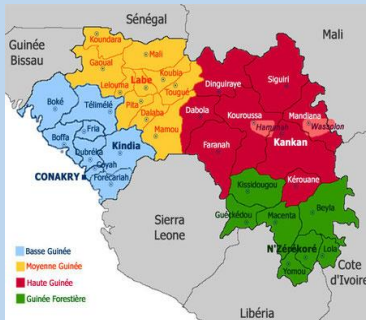 Sénégal
Guinée
Bissau
Mali
Koundara
Mali
Gaoual
Koubia
Labe
Lelouma
Tougué
Siguiri
Dinguiraye
Boké
Télimélé
Pita
Dalaba
Dabola
Kouroussa
Mandiana
Hamanah
Wassolon
Fria
Mamou
Boffa
Kindia
Dubréka
Faranah
Kankan
Coyah
CONAKRY
Forécariah
Kérouane
Kissidougou
Sierra
Leone
Guékédou
Macenta
Beyla
N'Zérékoré
Lola
Yomou
Cote
d'Ivoire
Libéria
Basse Guinée
Moyenne Guinée
Haute Guinée
Guinée Forestière